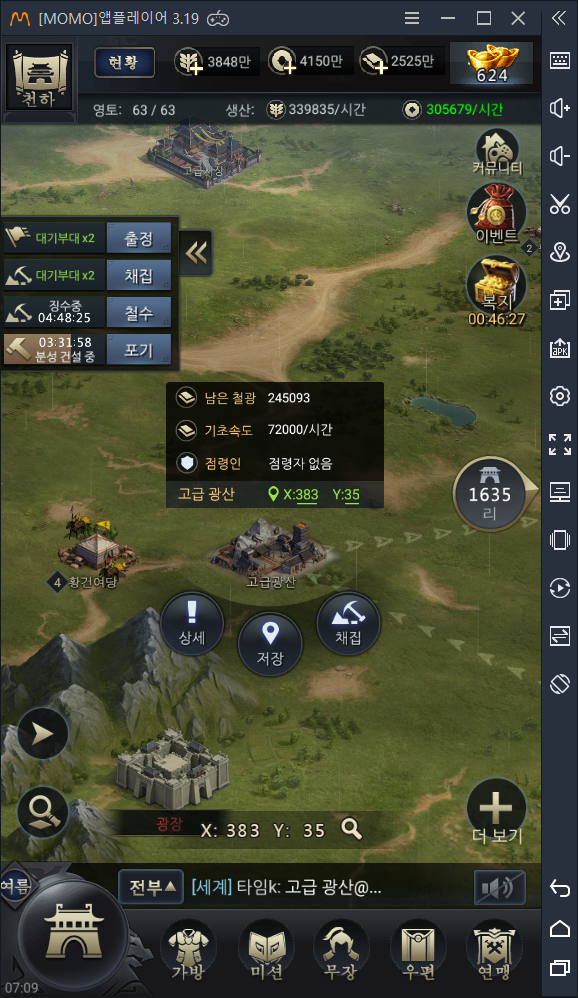 [MOMO]앱플레이어 3.19
천하
현황 3848만 4150만 2525만 624
영토: 63 / 63 생산: 339835/시간 305679/시간
고급시장
커뮤니티
이벤트
2
복지
00:46:27
대기부대 x2 출정
대기부대 x2 채집
징수중
04:48:25 철수
03:31:58
분성 건설 중 포기
남은 철광 245093
기초속도 72000/시간
점령인 점령자 없음
고급 광산 X:383 Y:35
1635
리
4 황건여당
고급광산
상세
저장
채집
광장 X: 383 Y: 35
더 보기
여름
전부 [세계] 타임k: 고급 광산@...
가방 미션 무장 우편 연맹
07:09
APK